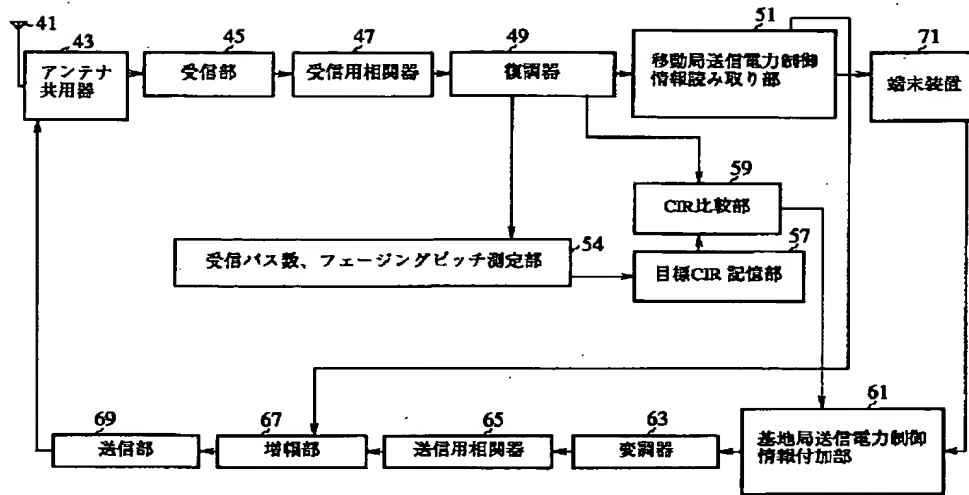 41
43
アンテナ
共用器
45
受信部
47
受信用相関器
49
復調器
51
移動局送信電力制御
情報読み取り部
71
端末装置
59
CIR比較部
54
受信パス数、フェージングピッチ測定部
57
目標CIR 記憶部
69
送信部
67
増幅部
65
送信用相関器
63
変調器
61
基地局送信電力制御
情報付加部